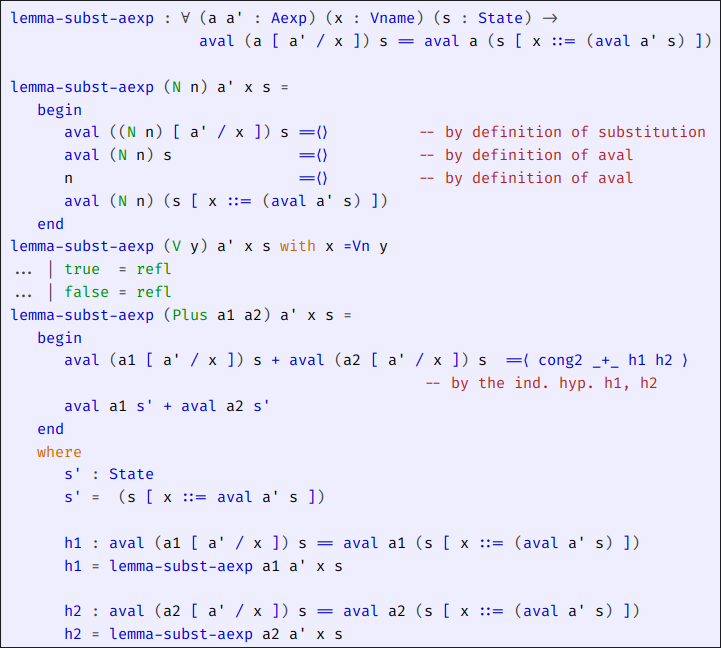 lemma-subst-aexp : ∀ (a a' : Aexp) (x : Vname) (s : State) →
aval (a [ a' / x ]) s == aval a (s [ x ::= (aval a' s) ])
lemma-subst-aexp (N n) a' x s =
begin
aval ((N n) [ a' / x ]) s ==⟨⟩ -- by definition of substitution
aval (N n) s ==⟨⟩ -- by definition of aval
n ==⟨⟩ -- by definition of aval
aval (N n) (s [ x ::= (aval a' s) ])
end
lemma-subst-aexp (V y) a' x s with x =Vn y
... | true = refl
... | false = refl
lemma-subst-aexp (Plus a1 a2) a' x s =
begin
aval (a1 [ a' / x ]) s + aval (a2 [ a' / x ]) s ==⟨ cong2 _+_ h1 h2 ⟩
-- by the ind. hyp. h1, h2
aval a1 s' + aval a2 s'
end
where
s' : State
s' = (s [ x ::= aval a' s ])
h1 : aval (a1 [ a' / x ]) s == aval a1 (s [ x ::= (aval a' s) ])
h1 = lemma-subst-aexp a1 a' x s
h2 : aval (a2 [ a' / x ]) s == aval a2 (s [ x ::= (aval a' s) ])
h2 = lemma-subst-aexp a2 a' x s